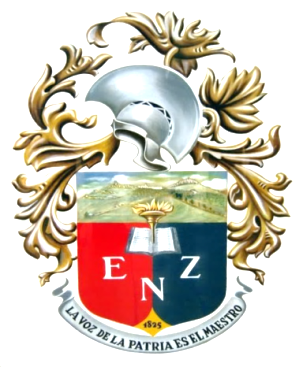 E N Z
1825
LA VOZ DE LA PATRIA ES EL MAESTRO